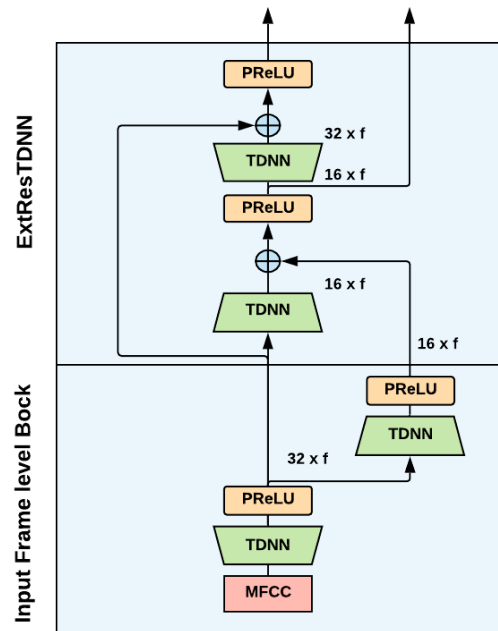 ExtResTDNN
PReLU
32 x f
TDNN
16 x f
PReLU
16 x f
TDNN
16 x f
Input Frame level Bock
PReLU
TDNN
32 x f
PReLU
TDNN
MFCC